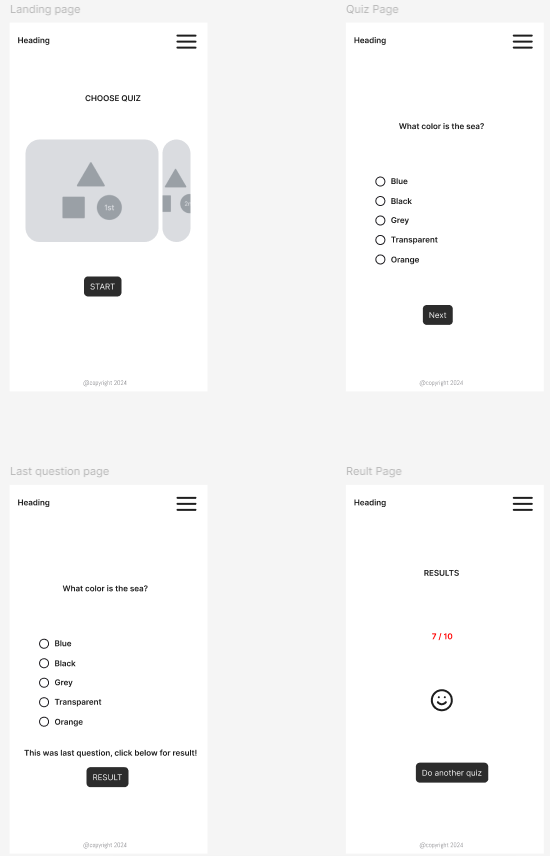 Landing page
Heading
CHOOSE QUIZ
1st
START
@copyright 2024
Quiz Page
Heading
What color is the sea?
Blue
Black
Grey
Transparent
Orange
Next
@copyright 2024
Last question page
Heading
What color is the sea?
Blue
Black
Grey
Transparent
Orange
This was last question, click below for result!
RESULT
@copyright 2024
Reult Page
Heading
RESULTS
7 / 10
Do another quiz
@copyright 2024